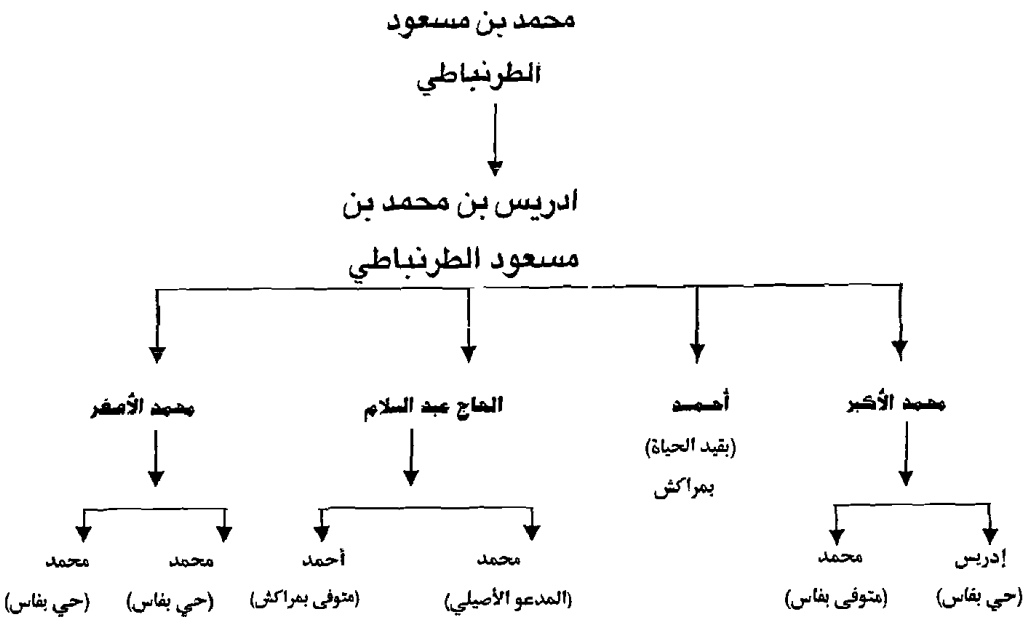 محمد بن مسعود
الطرنباطي
ادريس بن محمد بن
مسعود الطرنباطي
محمد الأكبر
أحمد
الحاج عبد السلام
محمد الأصغر
(بقيد الحياة)
بمراكش
إدريس
محمد
محمد
أحمد
محمد
محمد
(حي بفاس)
(متوفى بفاس)
(المدعو الأصيلي)
(متوفى بمراكش)
(حي بفاس)
(حي بفاس)